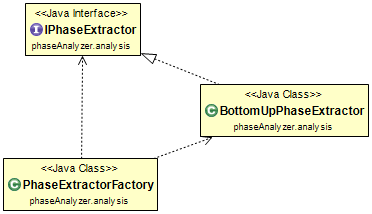 <<Java Interface>>
IPhaseExtractor
phaseAnalyzer.analysis
<<Java Class>>
BottomUpPhaseExtractor
phaseAnalyzer.analysis
<<Java Class>>
PhaseExtractorFactory
phaseAnalyzer.analysis